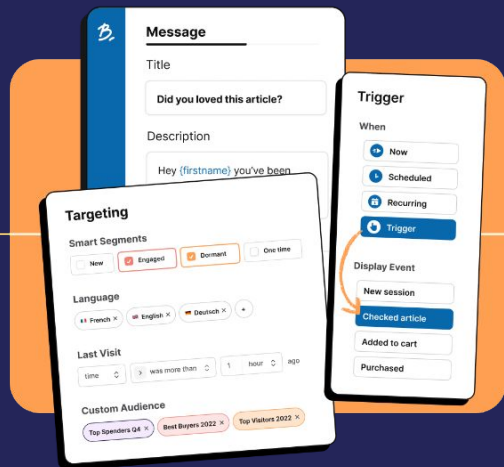 B.
Message
Title
Did you loved this article?
Description
Hey {firstname} you've been
Trigger
When
Now
Scheduled
Recurring
Trigger
Display Event
New session
Checked article
Added to cart
Purchased
Targeting
Smart Segments
New Engaged Dormant One time
Language
French × English × Deutsch × +
Last Visit
time > was more than 1 hour ago
Custom Audience
Top Spenders Q4 × Best Buyers 2022 × Top Visitors 2022 ×